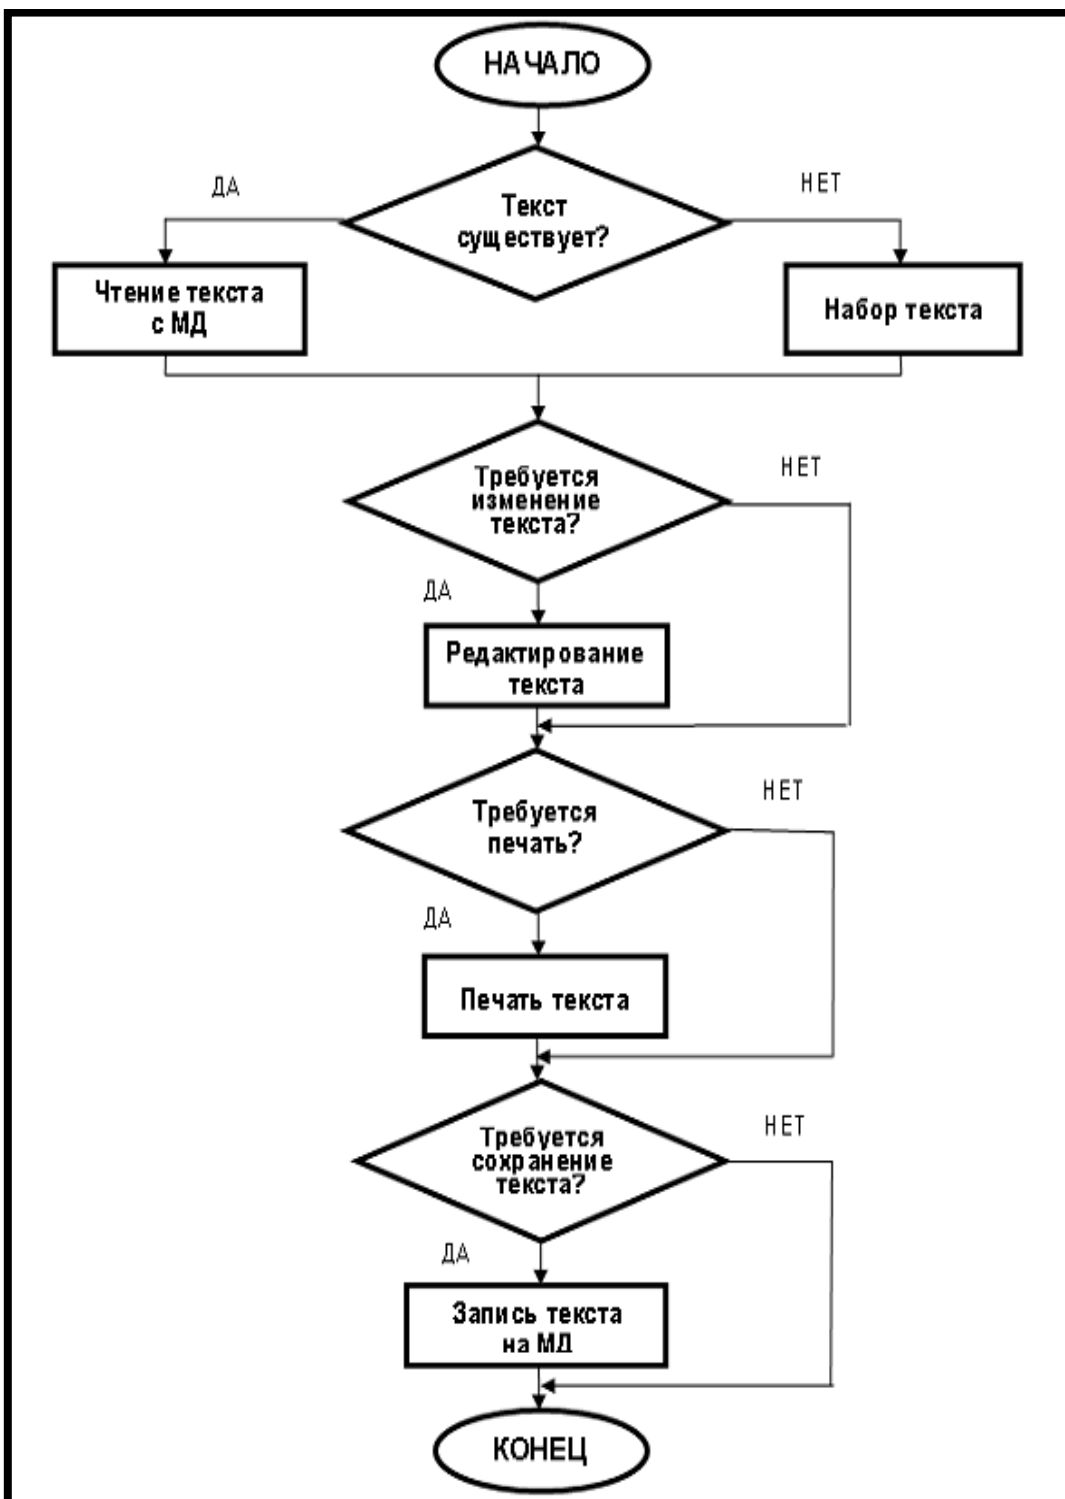 НАЧАЛО
ДА
НЕТ
Текст
существует?
Чтение текста
с МД
Набор текста
Требуется
изменение
текста?
НЕТ
ДА
Редактирование
текста
Требуется
печать?
НЕТ
ДА
Печать текста
Требуется
сохранение
текста?
НЕТ
ДА
Запись текста
на МД
КОНЕЦ